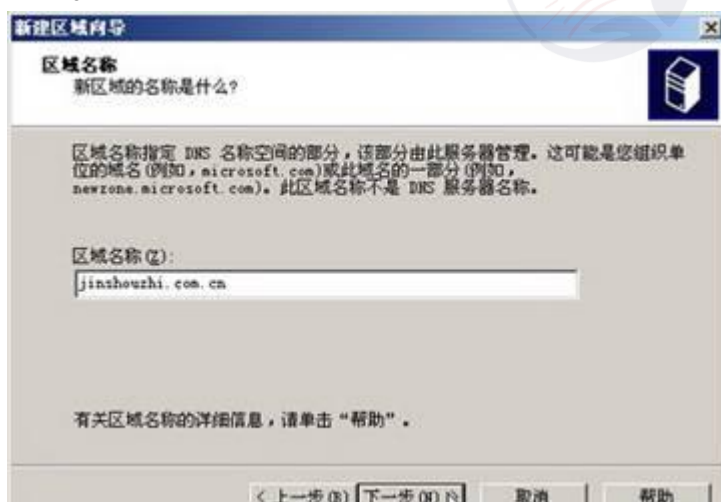 新建区域向导
区域名称
新区域的名称是什么?
区域名称指定 DNS 名称空间的部分，该部分由此服务器管理。这可能是您组织单
位的域名(例如，microsoft.com)或此域名的一部分(例如，
newzone.microsoft.com)。此区域名称不是 DNS 服务器名称。
区域名称(Z):
jinshouzhi.com.cn
有关区域名称的详细信息，请单击“帮助”。
< 上一步(B) 下一步(N) > 取消 帮助